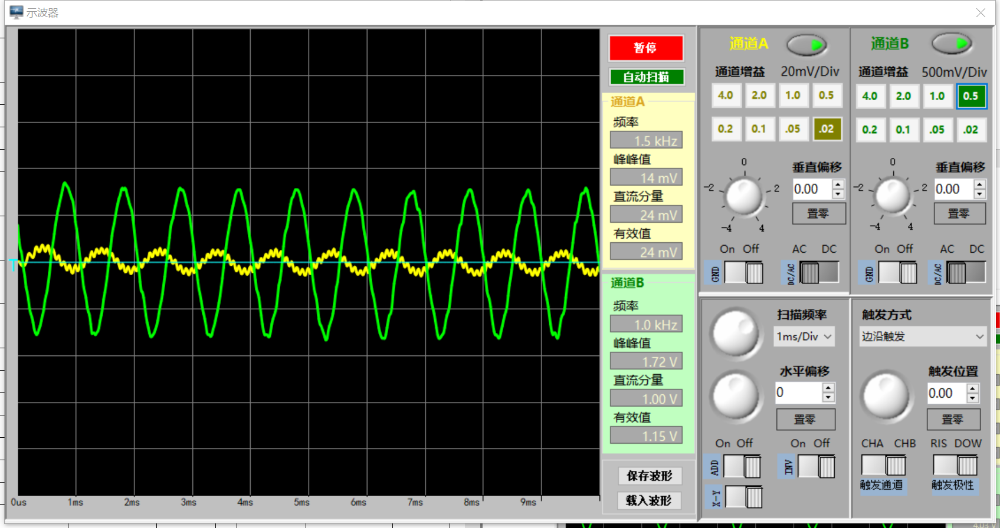 示波器
T
0us 1ms 2ms 3ms 4ms 5ms 6ms 7ms 8ms 9ms
暂停
自动扫描
通道A
频率
1.5 kHz
峰峰值
14 mV
直流分量
24 mV
有效值
24 mV
通道B
频率
1.0 kHz
峰峰值
1.72 V
直流分量
1.00 V
有效值
1.15 V
保存波形
载入波形
通道A
通道增益 20mV/Div
4.0 2.0 1.0 0.5
0.2 0.1 .05 .02
0
-2 2
-4 4
垂直偏移
0.00
置零
On Off AC DC
GND DC/AC
通道B
通道增益 500mV/Div
4.0 2.0 1.0 0.5
0.2 0.1 .05 .02
0
-2 2
-4 4
垂直偏移
0.00
置零
On Off AC DC
GND DC/AC
扫描频率
1ms/Div
水平偏移
0
置零
On Off On Off
ADD INV
X-Y
触发方式
边沿触发
触发位置
0.00
置零
CHA CHB RIS DOW
触发通道 触发极性
4.03 V